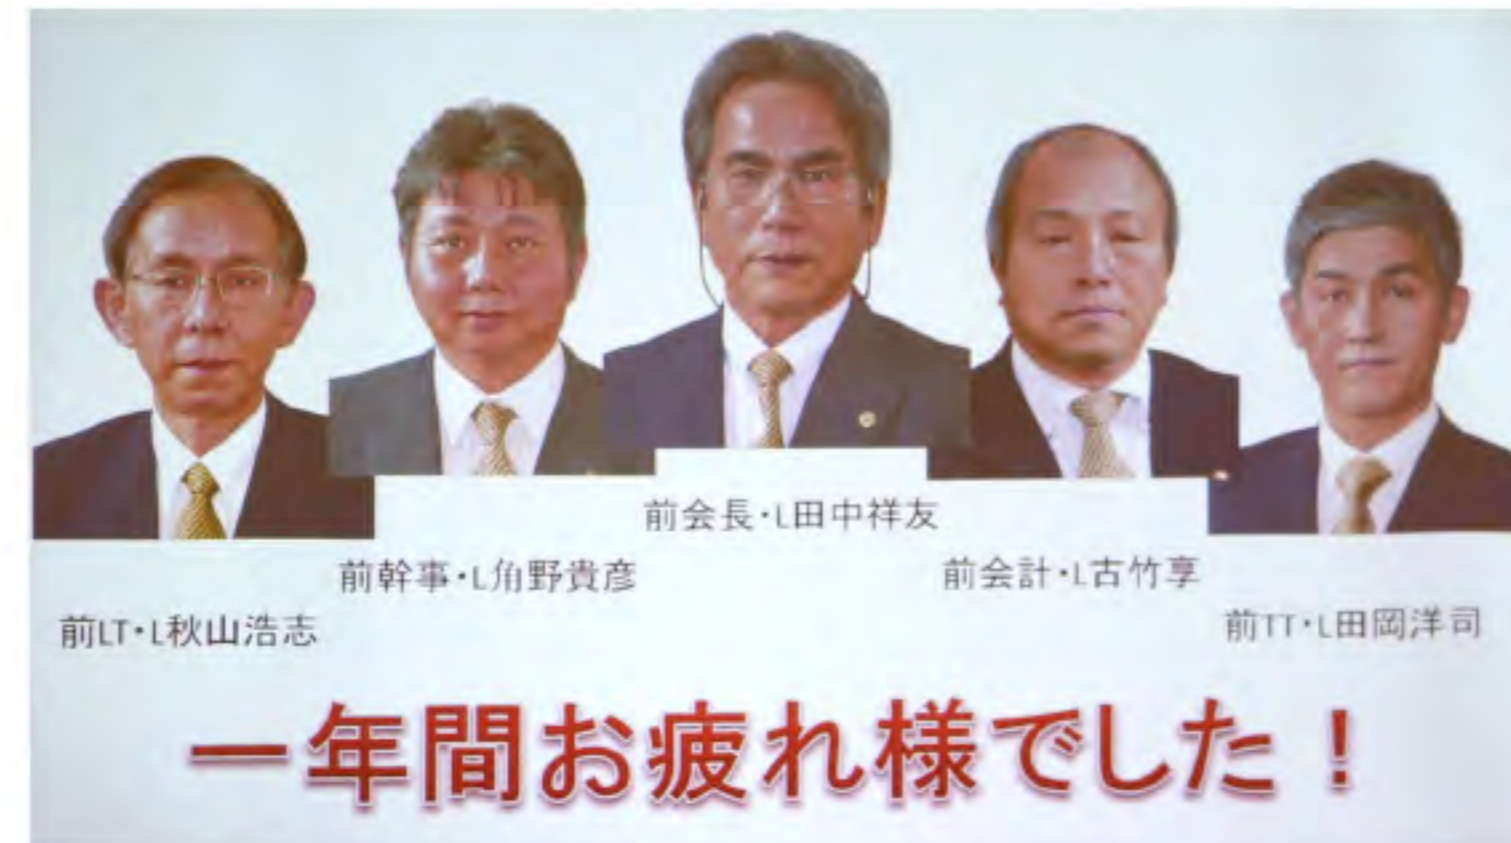 前会長・L田中祥友
前幹事・L角野貴彦
前会計・L古竹享
前LT・L秋山浩志
前TT・L田岡洋司
一年間お疲れ様でした！